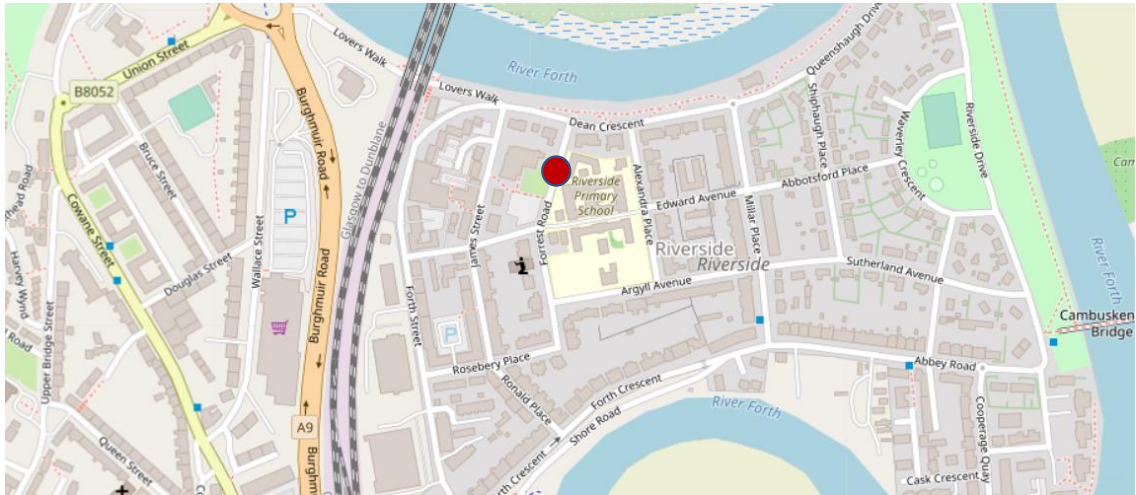 Union Street
B8052
Lovers Walk
River Forth
Lovers Walk
Queenshaugh Drive
Dean Crescent
Shiphaugh Place
Waverley Crescent
Riverside Drive
Burghmuir Road
Bruce Street
Glasgow to Dunblane
Riverside
Primary
School
Alexandra Place
Abbotsford Place
Edward Avenue
Cowane Street
P
Wallace Street
James Street
Forrest Road
Millar Place
Riverside
Riverside
Sutherland Avenue
River Forth
Harvey Wynd
Douglas Street
Argyll Avenue
Forth Street
Burghmuir Road
P
Cambusken
Bridge
Upper Bridge Street
Road
Rosebery Place
Abbey Road
Ronald Place
Forth Crescent
River Forth
Shore Road
A9
Cooperage Quay
Queen Street
Cask Crescent